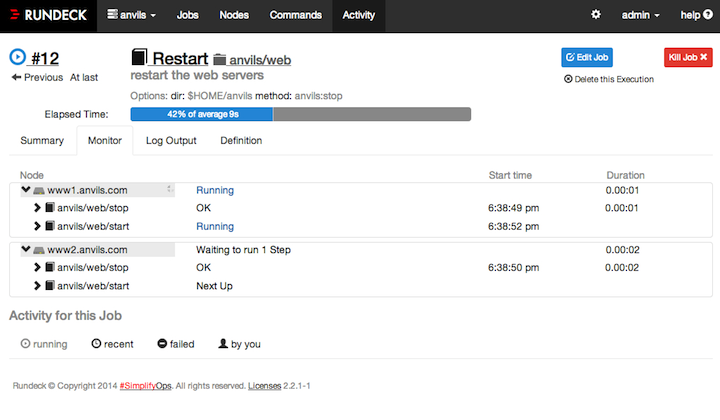 RUNDECK anvils Jobs Nodes Commands Activity admin help
#12 Restart anvils/web Edit Job Kill Job
Previous At last restart the web servers Delete this Execution
Options: dir: $HOME/anvils method: anvils:stop
Elapsed Time: 42% of average 9s
Summary Monitor Log Output Definition
Node Start time Duration
www1.anvils.com Running 0.00:01
anvils/web/stop OK 6:38:49 pm 0.00:01
anvils/web/start Running 6:38:52 pm
www2.anvils.com Waiting to run 1 Step 0.00:02
anvils/web/stop OK 6:38:50 pm 0.00:02
anvils/web/start Next Up
Activity for this Job
running recent failed by you
Rundeck © Copyright 2014 #SimplifyOps. All rights reserved. Licenses 2.2.1-1